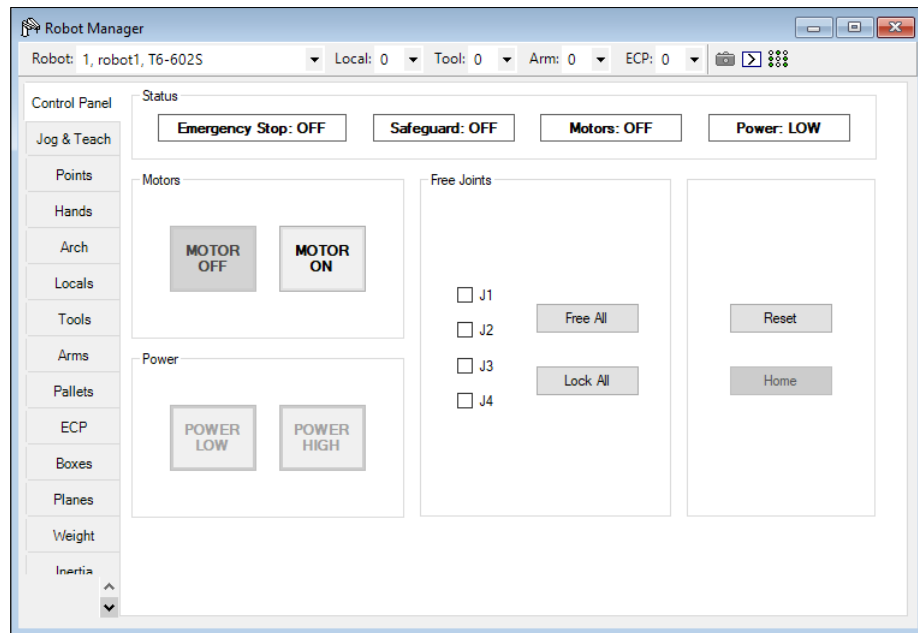 Robot Manager
Robot: 1, robot1, T6-602S Local: 0 Tool: 0 Arm: 0 ECP: 0
Control Panel
Jog & Teach
Points
Hands
Arch
Locals
Tools
Arms
Pallets
ECP
Boxes
Planes
Weight
Inertia
Status
Emergency Stop: OFF Safeguard: OFF Motors: OFF Power: LOW
Motors
MOTOR
OFF
MOTOR
ON
Power
POWER
LOW
POWER
HIGH
Free Joints
J1
J2
J3
J4
Free All
Lock All
Reset
Home